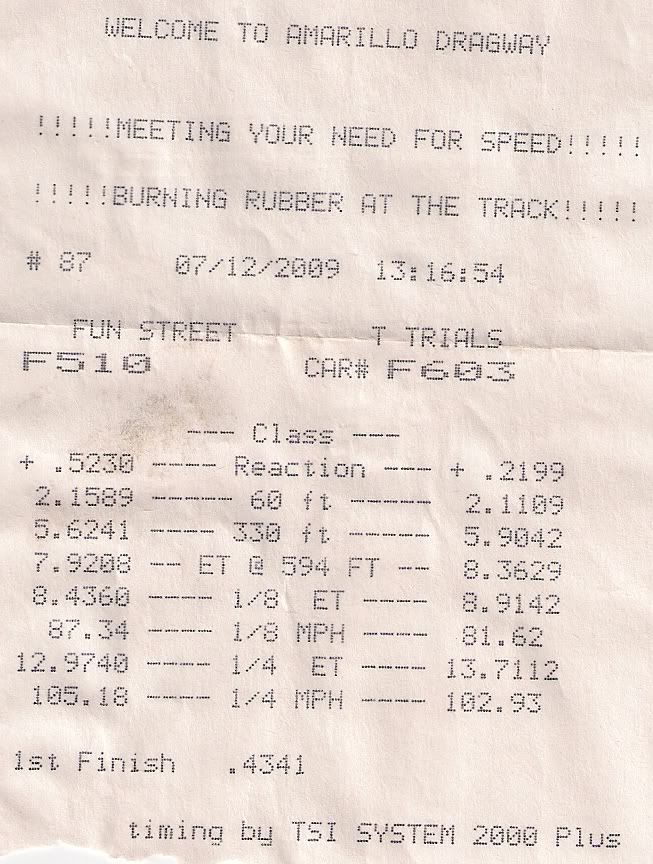 WELCOME TO AMARILLO DRAGWAY
!!!!!MEETING YOUR NEED FOR SPEED!!!!!
!!!!!BURNING RUBBER AT THE TRACK!!!!!
# 87 07/12/2009 13:16:54
FUN STREET T TRIALS
F510 CAR# F603
--- Class ---
+ .5230 ---- Reaction --- + .2199
2.1589 ----- 60 ft ----- 2.1109
5.6241 ---- 330 ft ----- 5.9042
7.9208 -- ET @ 594 FT -- 8.3629
8.4360 ---- 1/8 ET ---- 8.9142
87.34 ---- 1/8 MPH ---- 81.62
12.9740 ---- 1/4 ET ---- 13.7112
105.18 ---- 1/4 MPH ---- 102.93
1st Finish .4341
timing by TSI SYSTEM 2000 Plus